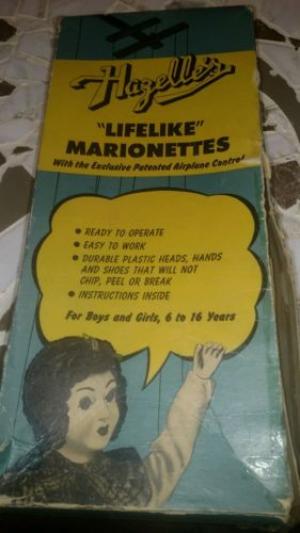 Hazelle's
"LIFELIKE"
MARIONETTES
With the Exclusive Patented Airplane Control
• READY TO OPERATE
• EASY TO WORK
• DURABLE PLASTIC HEADS, HANDS
AND SHOES THAT WILL NOT
CHIP, PEEL OR BREAK
• INSTRUCTIONS INSIDE
For Boys and Girls, 6 to 16 Years